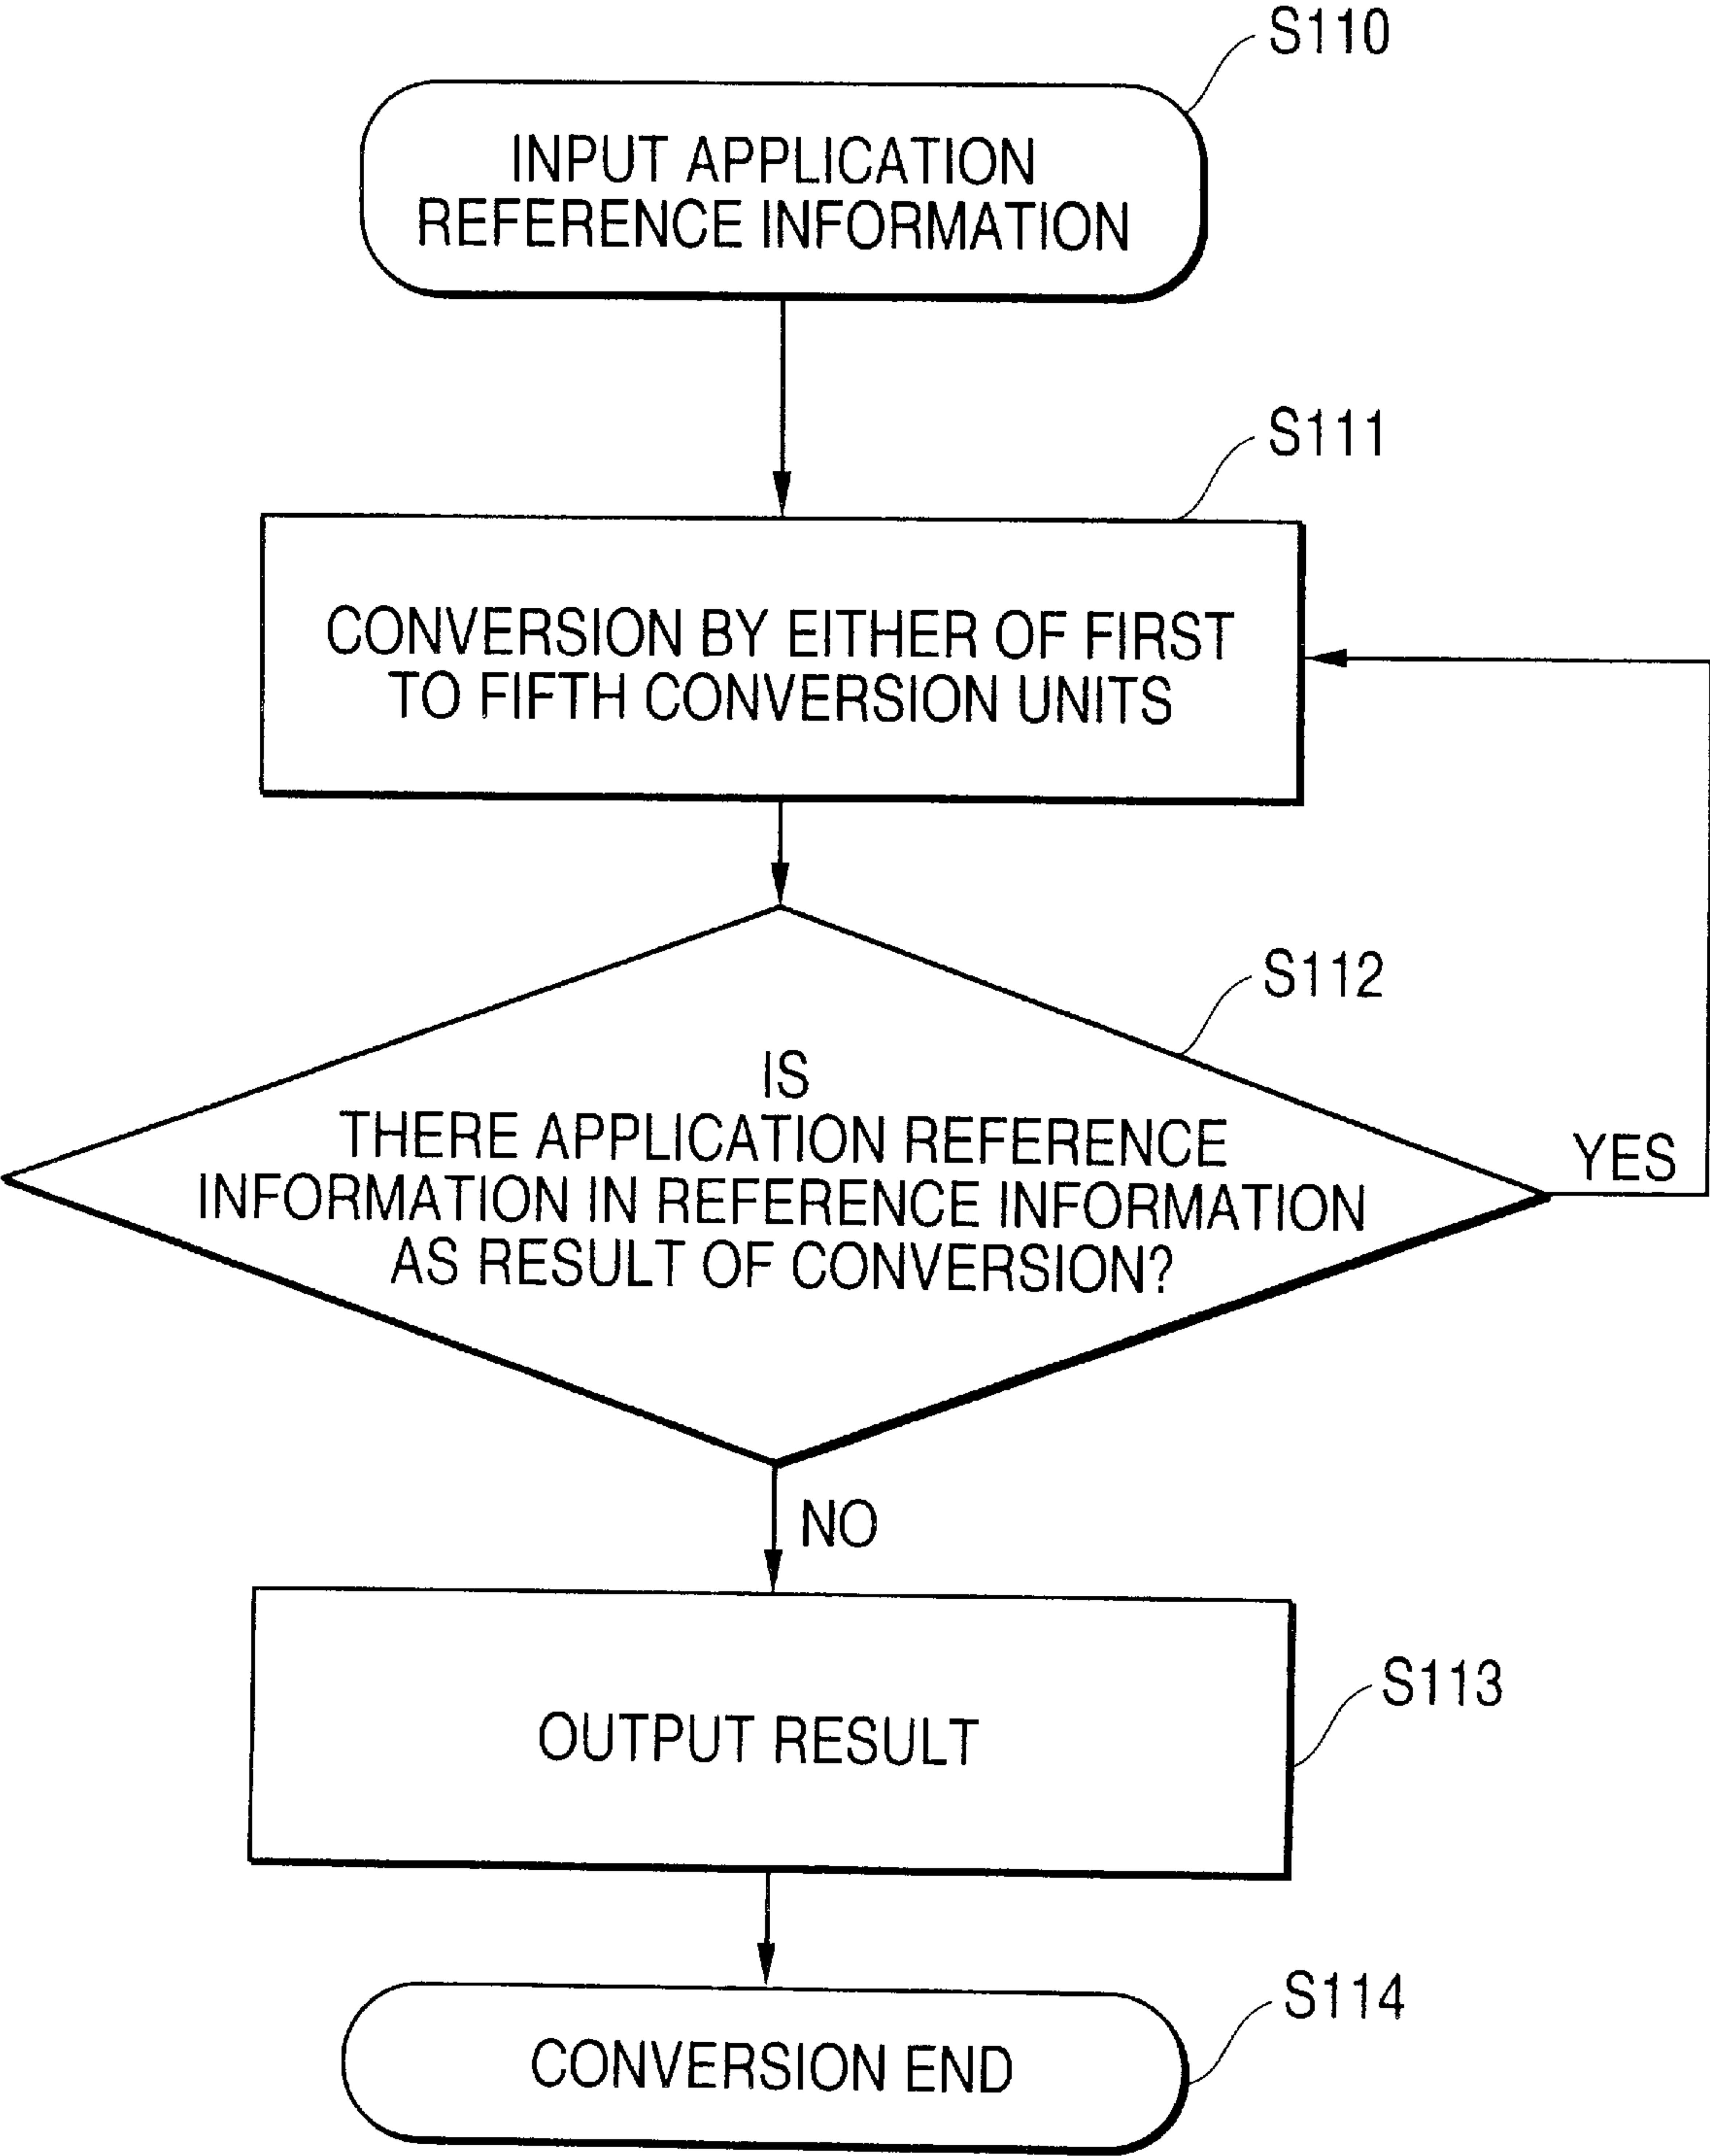 S110
INPUT APPLICATION
REFERENCE INFORMATION
S111
CONVERSION BY EITHER OF FIRST
TO FIFTH CONVERSION UNITS
S112
IS
THERE APPLICATION REFERENCE
INFORMATION IN REFERENCE INFORMATION
AS RESULT OF CONVERSION?
YES
NO
S113
OUTPUT RESULT
S114
CONVERSION END